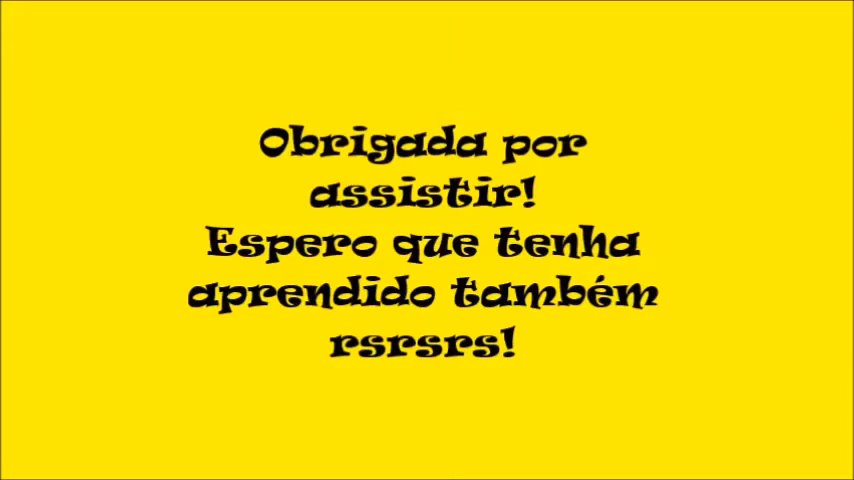 Obrigada por
assistir!
Espero que tenha
aprendido também
rsrsrs!